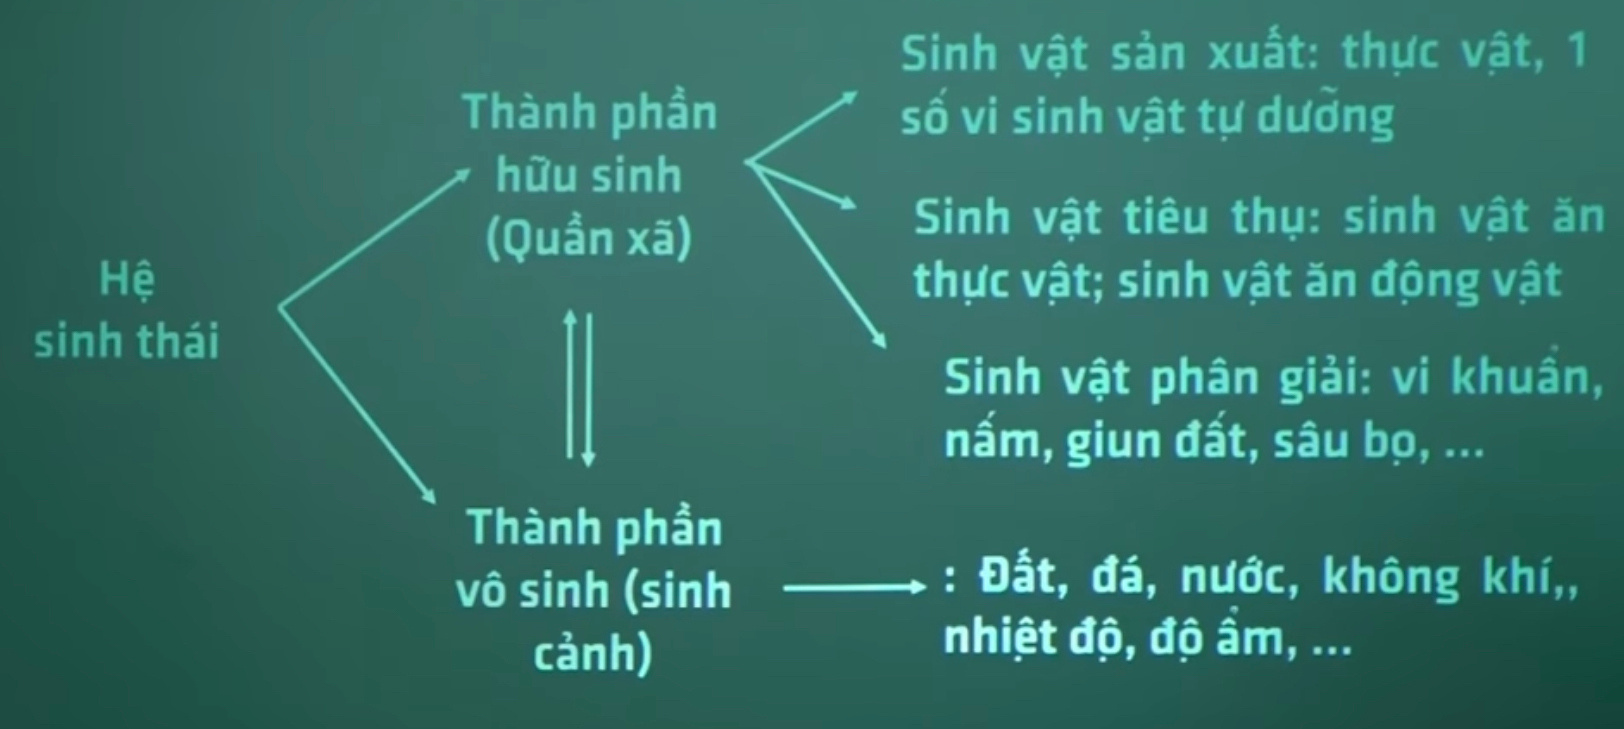 Hệ
sinh thái
Thành phần
hữu sinh
(Quần xã)
Sinh vật sản xuất: thực vật, 1
số vi sinh vật tự dưỡng
Sinh vật tiêu thụ: sinh vật ăn
thực vật; sinh vật ăn động vật
Sinh vật phân giải: vi khuẩn,
nấm, giun đất, sâu bọ, ...
Thành phần
vô sinh (sinh
cảnh)
: Đất, đá, nước, không khí,,
nhiệt độ, độ ẩm, ...